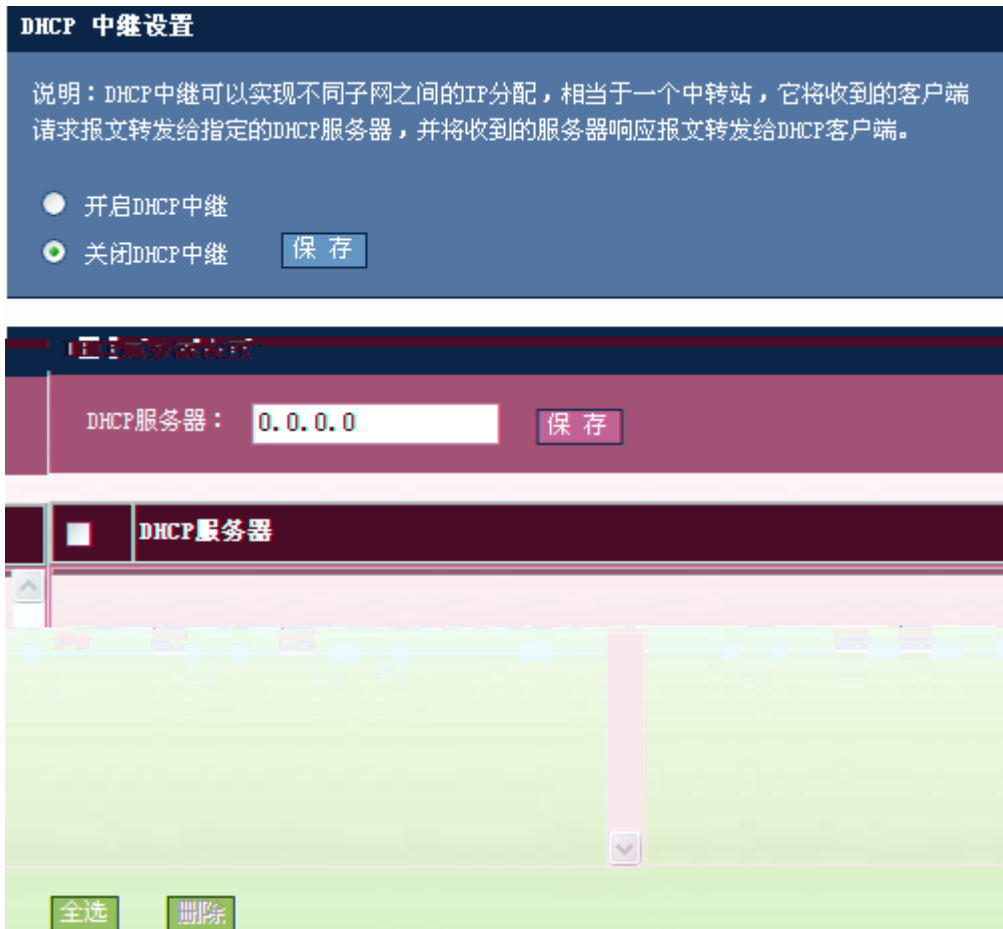 DHCP 中继设置
说明：DHCP中继可以实现不同子网之间的IP分配，相当于一个中转站，它将收到的客户端
请求报文转发给指定的DHCP服务器，并将收到的服务器响应报文转发给DHCP客户端。
开启DHCP中继
关闭DHCP中继 保 存
DHCP服务器： 0.0.0.0 保 存
DHCP服务器
全选 删除